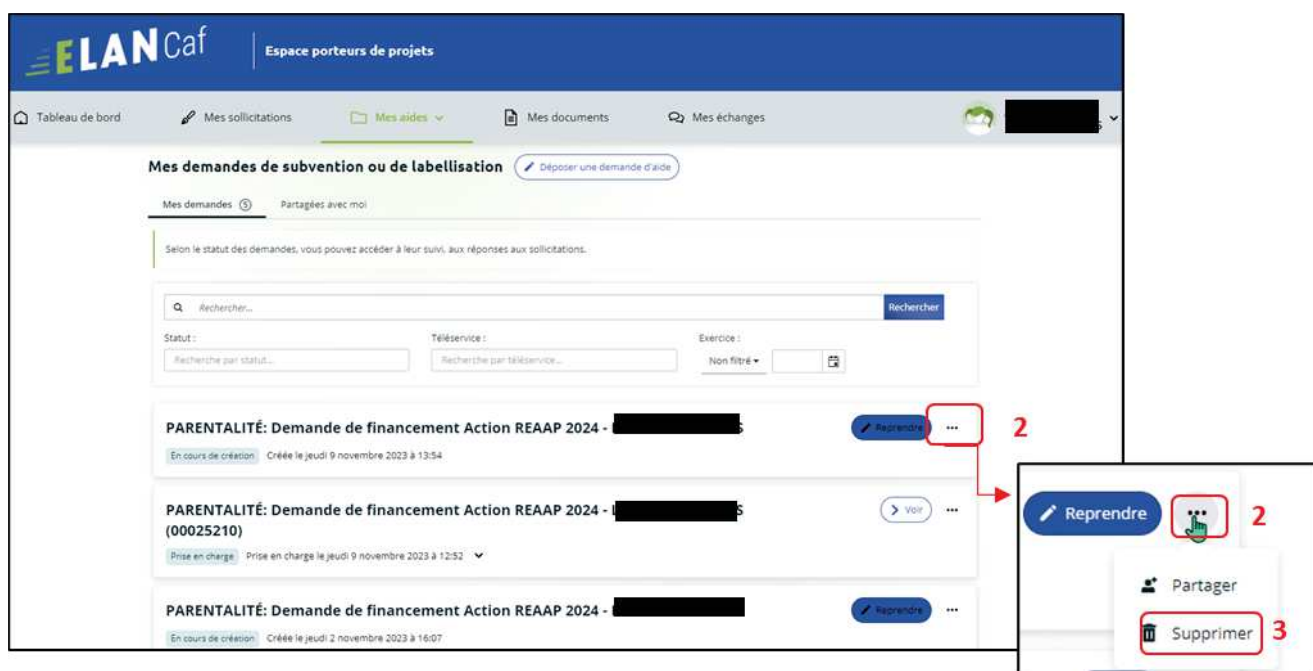 ELAN Caf
Espace porteurs de projets
Tableau de bord
Mes sollicitations
Mes aides
Mes documents
Mes échanges
Mes demandes de subvention ou de labellisation
Déposer une demande d'aide
Mes demandes 5
Partagées avec moi
Selon le statut des demandes, vous pouvez accéder à leur suivi, aux réponses aux sollicitations.
Rechercher...
Rechercher
Statut :
Téléservice :
Exercice :
Recherche par statut...
Recherche par téléservice...
Non filtré
PARENTALITÉ: Demande de financement Action REAAP 2024 -
Reprendre
...
2
En cours de création
Créée le jeudi 9 novembre 2023 à 13:54
PARENTALITÉ: Demande de financement Action REAAP 2024 -
(00025210)
Voir
...
Prise en charge
Prise en charge le jeudi 9 novembre 2023 à 12:52
PARENTALITÉ: Demande de financement Action REAAP 2024 -
Reprendre
...
En cours de création
Créée le jeudi 2 novembre 2023 à 16:07
Reprendre
...
2
Partager
Supprimer
3